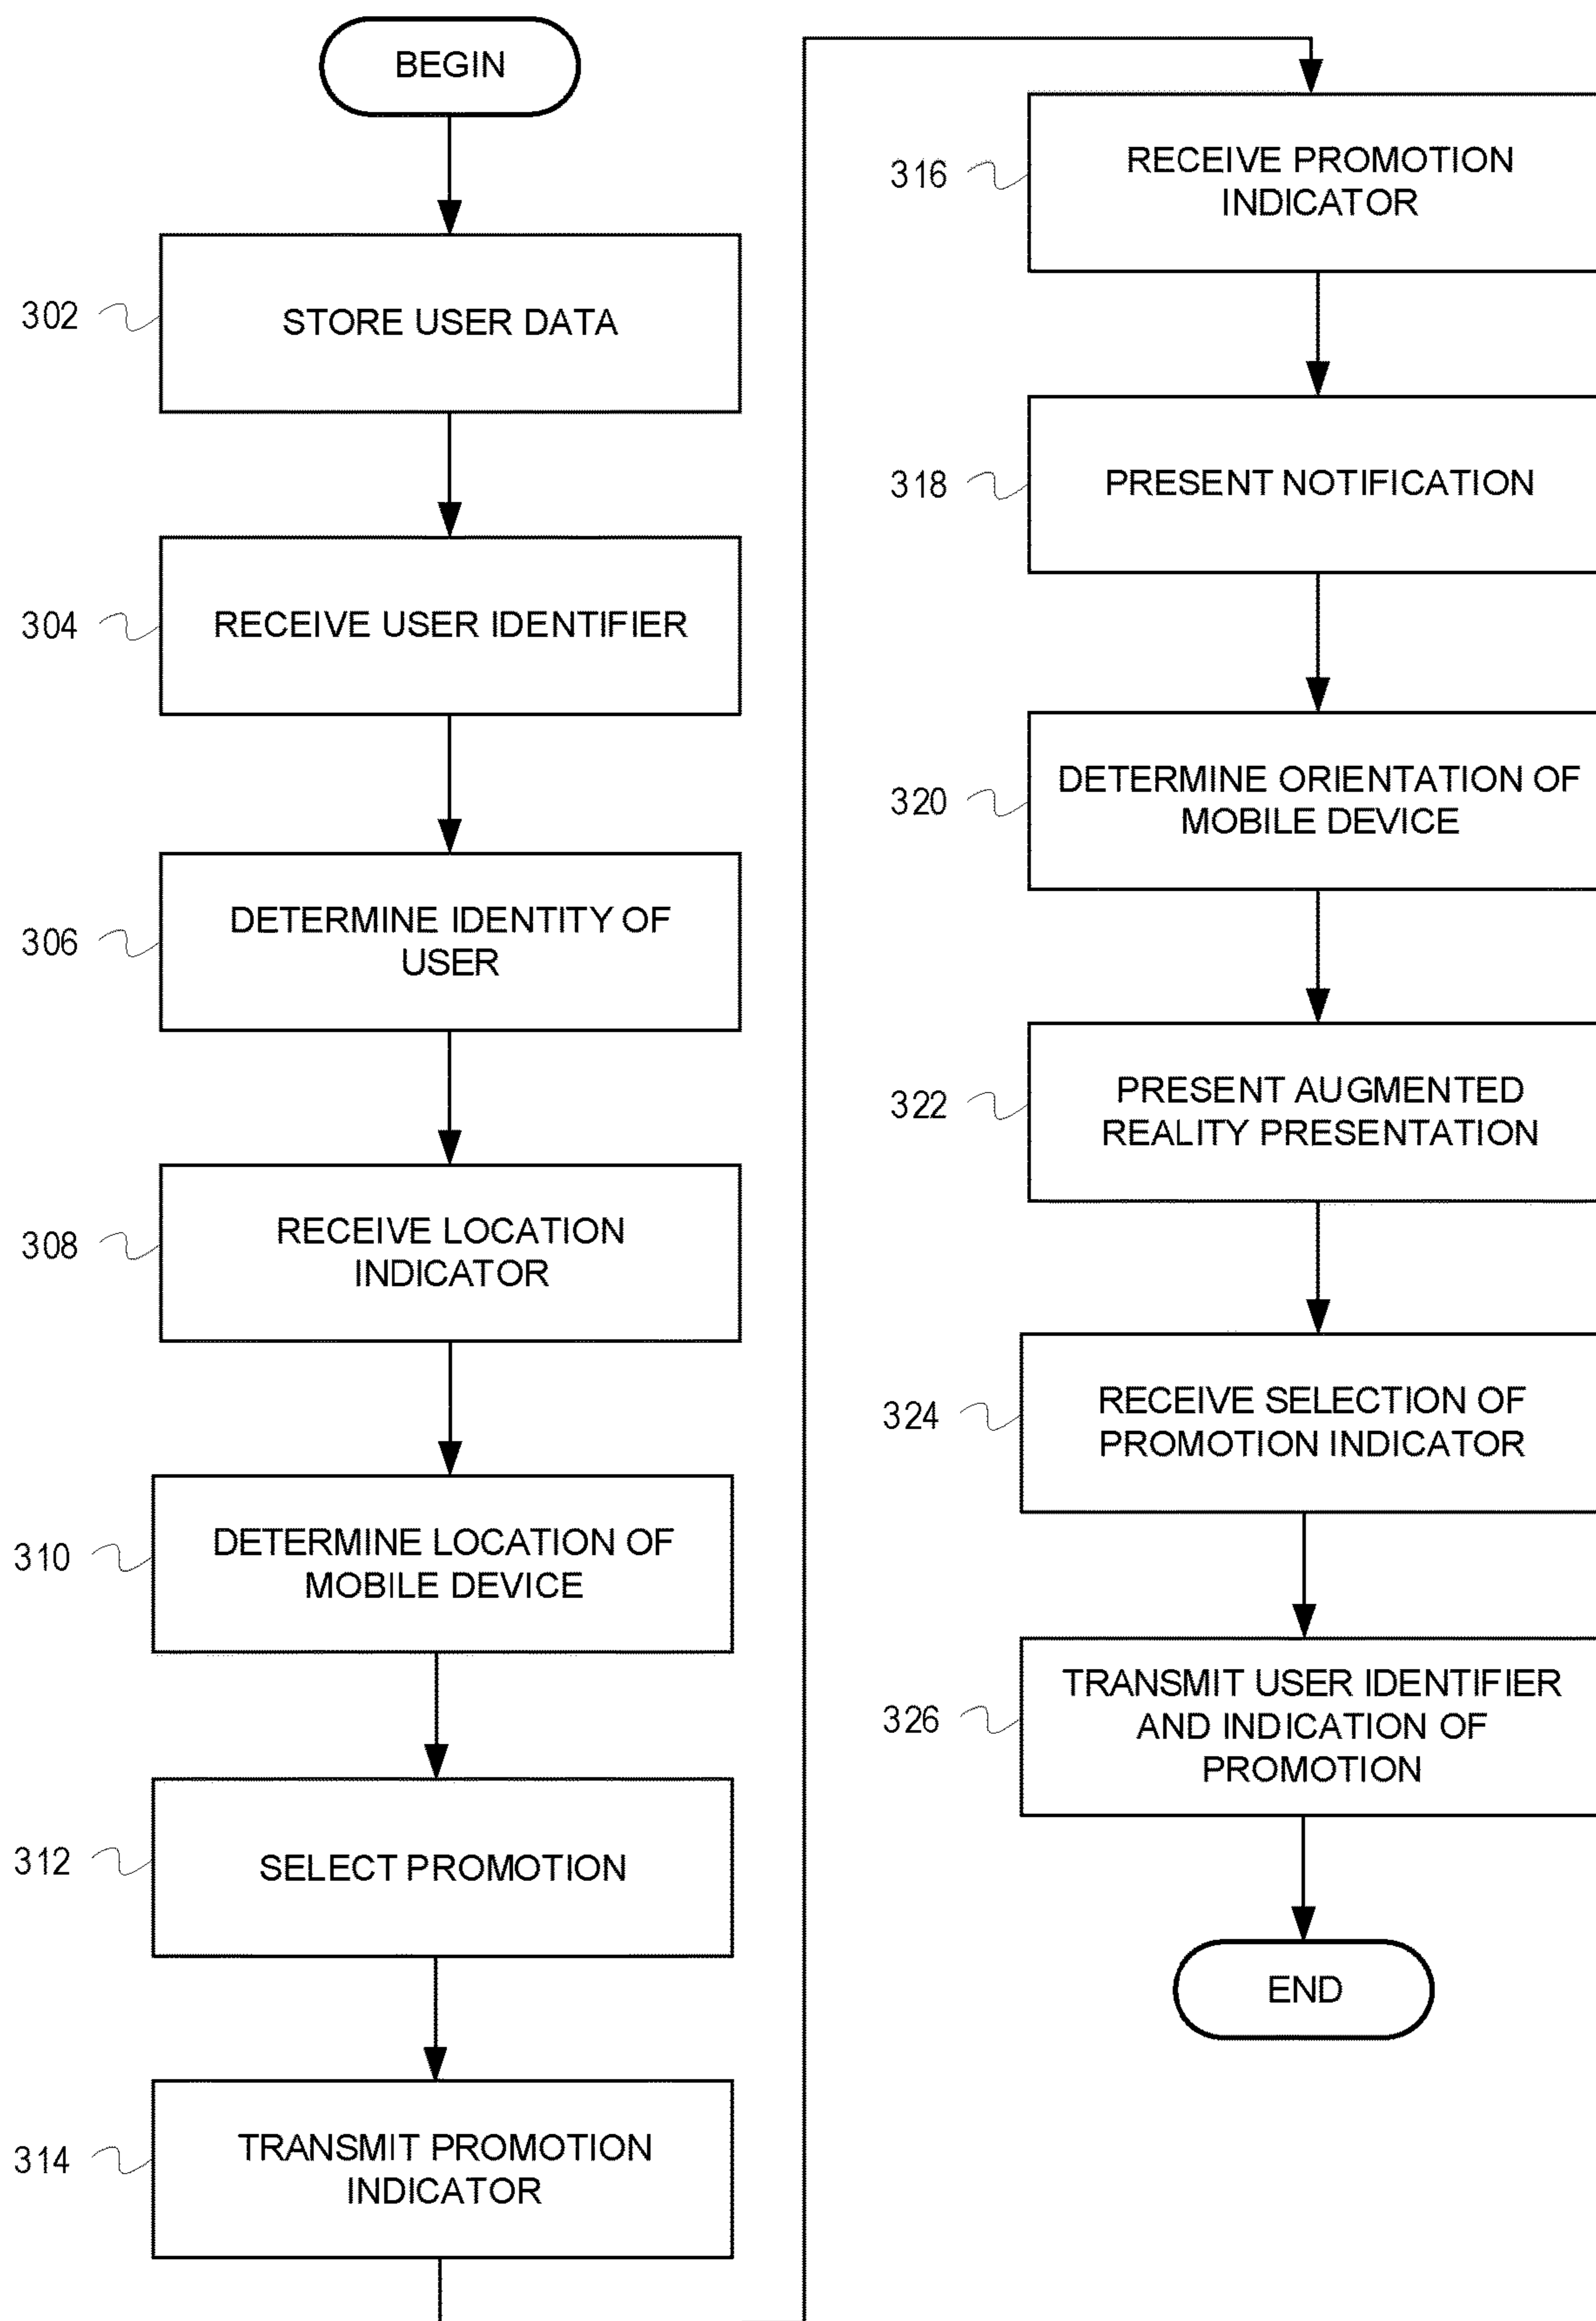 BEGIN
302
STORE USER DATA
304
RECEIVE USER IDENTIFIER
306
DETERMINE IDENTITY OF
USER
308
RECEIVE LOCATION
INDICATOR
310
DETERMINE LOCATION OF
MOBILE DEVICE
312
SELECT PROMOTION
314
TRANSMIT PROMOTION
INDICATOR
316
RECEIVE PROMOTION
INDICATOR
318
PRESENT NOTIFICATION
320
DETERMINE ORIENTATION OF
MOBILE DEVICE
322
PRESENT AUGMENTED
REALITY PRESENTATION
324
RECEIVE SELECTION OF
PROMOTION INDICATOR
326
TRANSMIT USER IDENTIFIER
AND INDICATION OF
PROMOTION
END